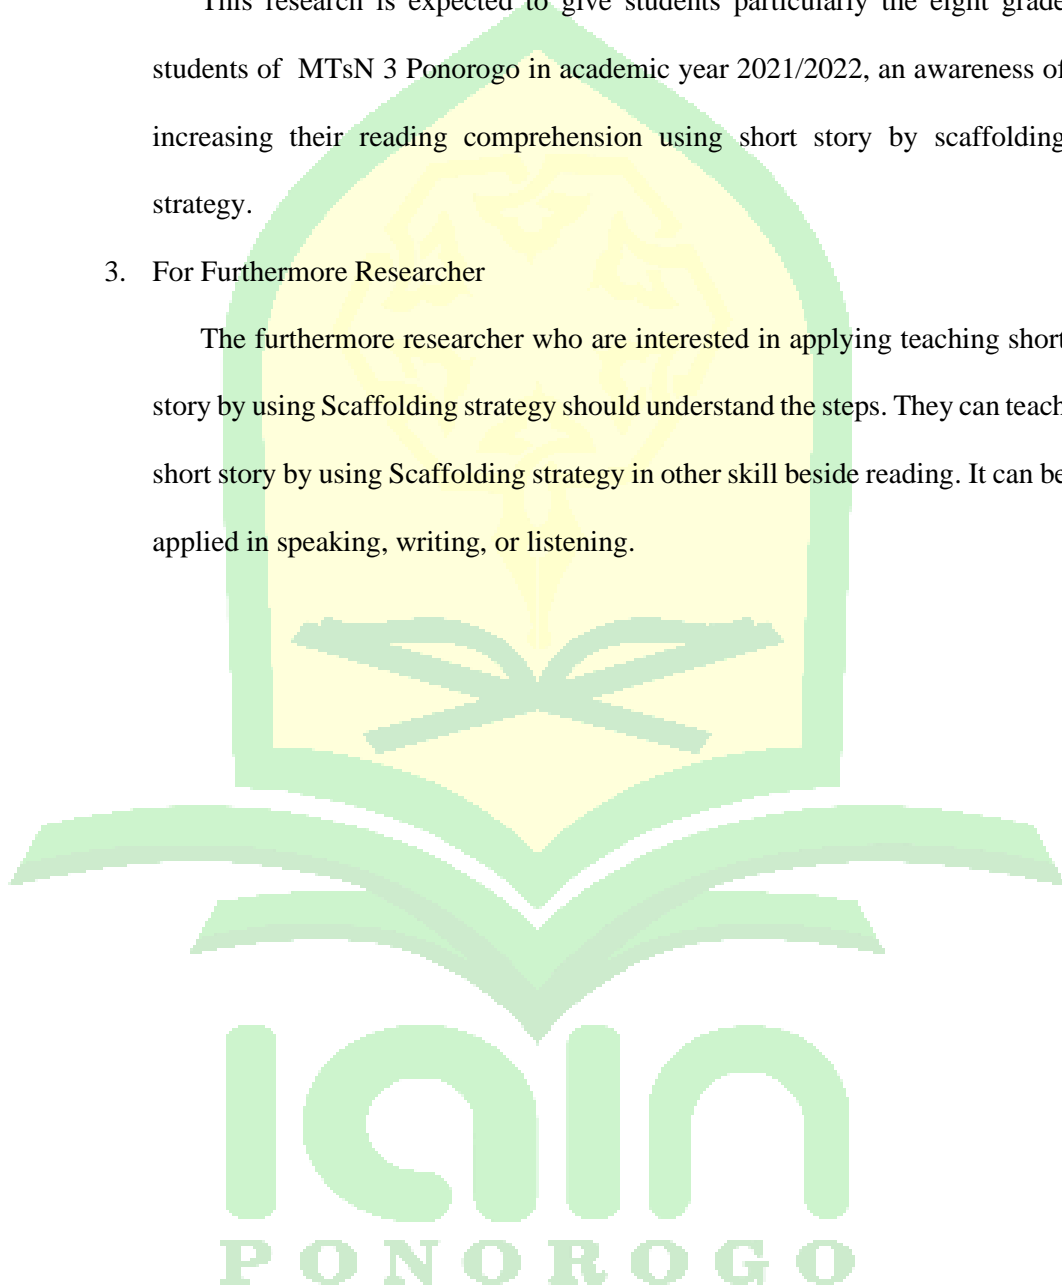 This research is expected to give students particularly the eight grade
students of MTsN 3 Ponorogo in academic year 2021/2022, an awareness of
increasing their reading comprehension using short story by scaffolding
strategy.
3. For Furthermore Researcher
The furthermore researcher who are interested in applying teaching short
story by using Scaffolding strategy should understand the steps. They can teach
short story by using Scaffolding strategy in other skill beside reading. It can be
applied in speaking, writing, or listening.
iain
PONOROGO